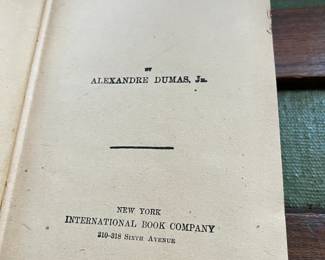 BY
ALEXANDRE DUMAS, JR.
NEW YORK
INTERNATIONAL BOOK COMPANY
310-318 SIXTH AVENUE